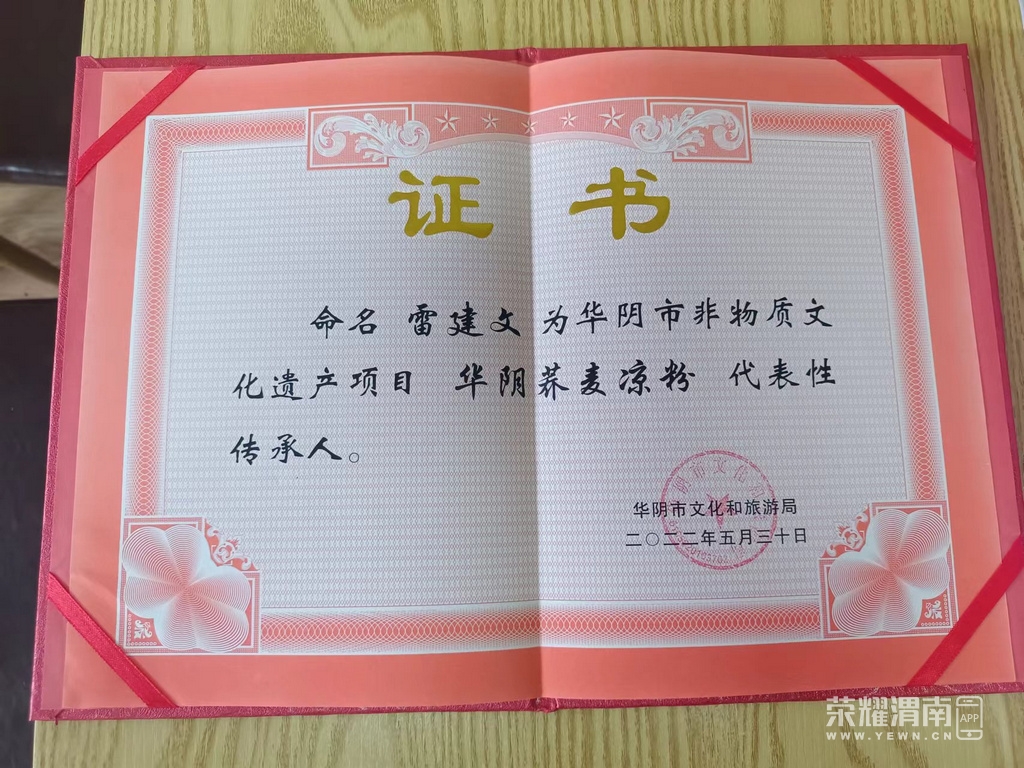 证书
命名 雷建文 为华阴市非物质文
化遗产项目 华阴荞麦凉粉 代表性
传承人。
华阴市文化和旅游局
二〇二二年五月三十日
荣耀渭南 APP
WWW.YEWN.CN